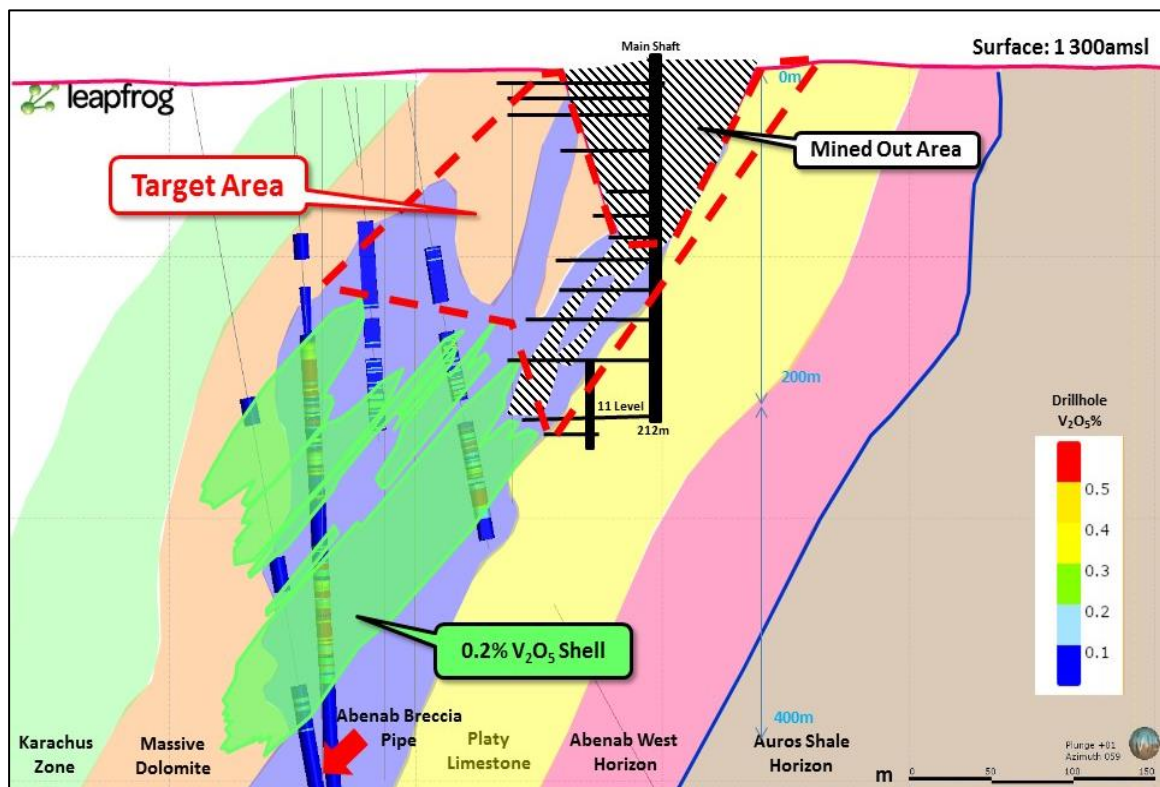 Main Shaft
Surface: 1 300amsl
0m
leapfrog
Mined Out Area
Target Area
200m
11 Level
212m
Drillhole
V₂O₅%
0.5
0.4
0.3
0.2
0.1
0.2% V₂O₅ Shell
400m
Karachus
Zone
Massive
Dolomite
Abenab Breccia
Pipe
Platy
Limestone
Abenab West
Horizon
Auros Shale
Horizon
Plunge +01
Azimuth 059
m
0 50 100 150